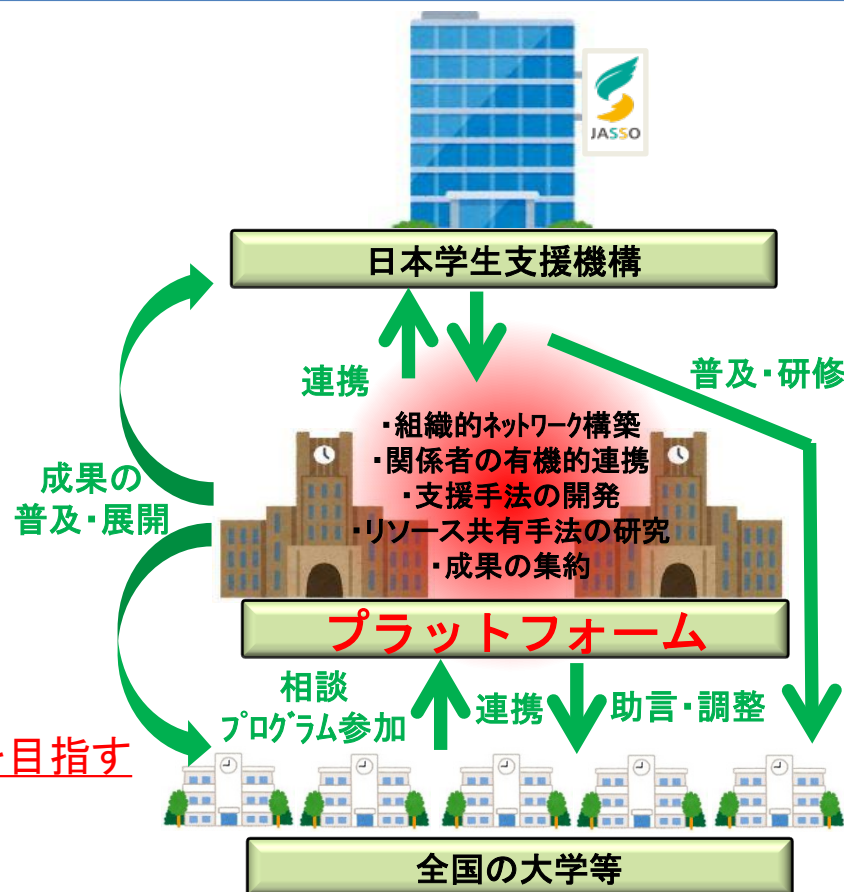 JASSO
日本学生支援機構
連携
普及・研修
・組織的ネットワーク構築
・関係者の有機的連携
・支援手法の開発
・リソース共有手法の研究
・成果の集約
成果の
普及・展開
プラットフォーム
相談
プログラム参加
連携
助言・調整
を目指す
全国の大学等